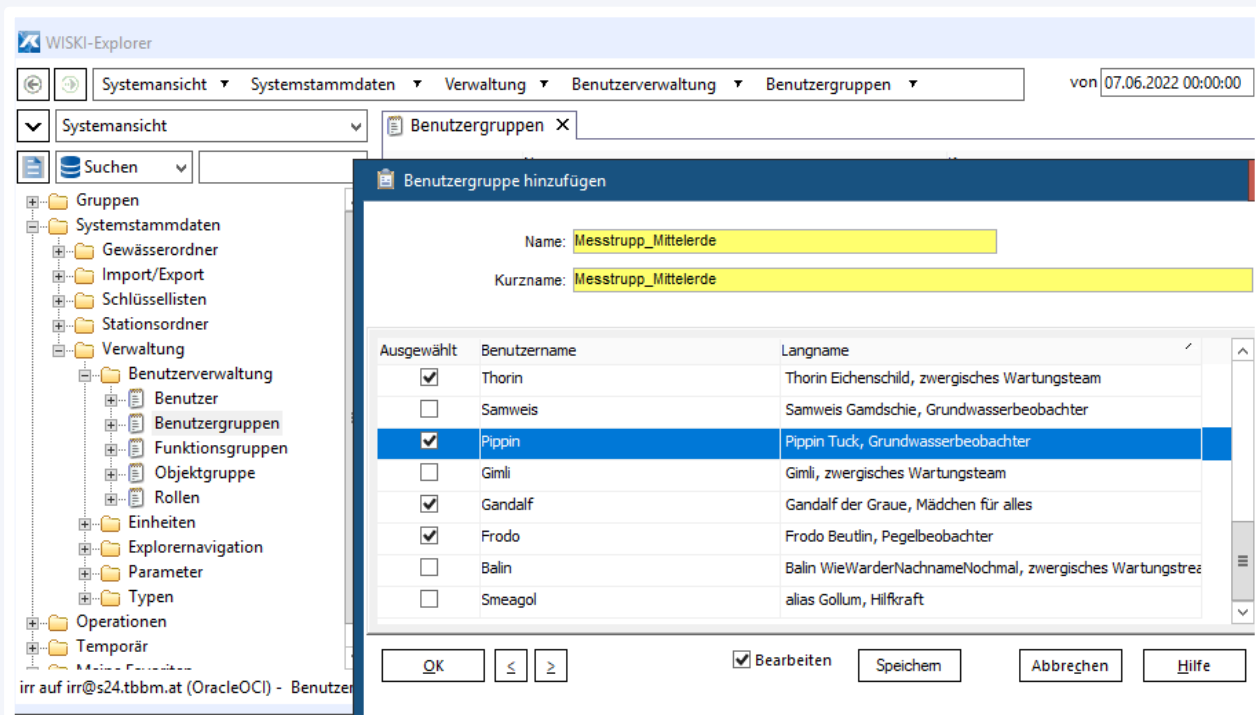 WISKI-Explorer
Systemansicht Systemstammdaten Verwaltung Benutzerverwaltung Benutzergruppen von 07.06.2022 00:00:00
Systemansicht
Benutzergruppen
Suchen
Gruppen
Systemstammdaten
Gewässerordner
Import/Export
Schlüssellisten
Stationsordner
Verwaltung
Benutzerverwaltung
Benutzer
Benutzergruppen
Funktionsgruppen
Objektgruppe
Rollen
Einheiten
Explorernavigation
Parameter
Typen
Operationen
Temporär
Meine Favoriten
irr auf irr@s24.tbbm.at (OracleOCI) - Benutzer
Benutzergruppe hinzufügen
Name: Messtrupp_Mittelerde
Kurzname: Messtrupp_Mittelerde
Ausgewählt Benutzername Langname
Thorin Thorin Eichenschild, zwergisches Wartungsteam
Samweis Samweis Gamdschie, Grundwasserbeobachter
Pippin Pippin Tuck, Grundwasserbeobachter
Gimli Gimli, zwergisches Wartungsteam
Gandalf Gandalf der Graue, Mädchen für alles
Frodo Frodo Beutlin, Pegelbeobachter
Balin Balin WieWarderNachnameNochmal, zwergisches Wartungstrea
Smeagol alias Gollum, Hilfkraft
OK < > Bearbeiten Speichern Abbrechen Hilfe